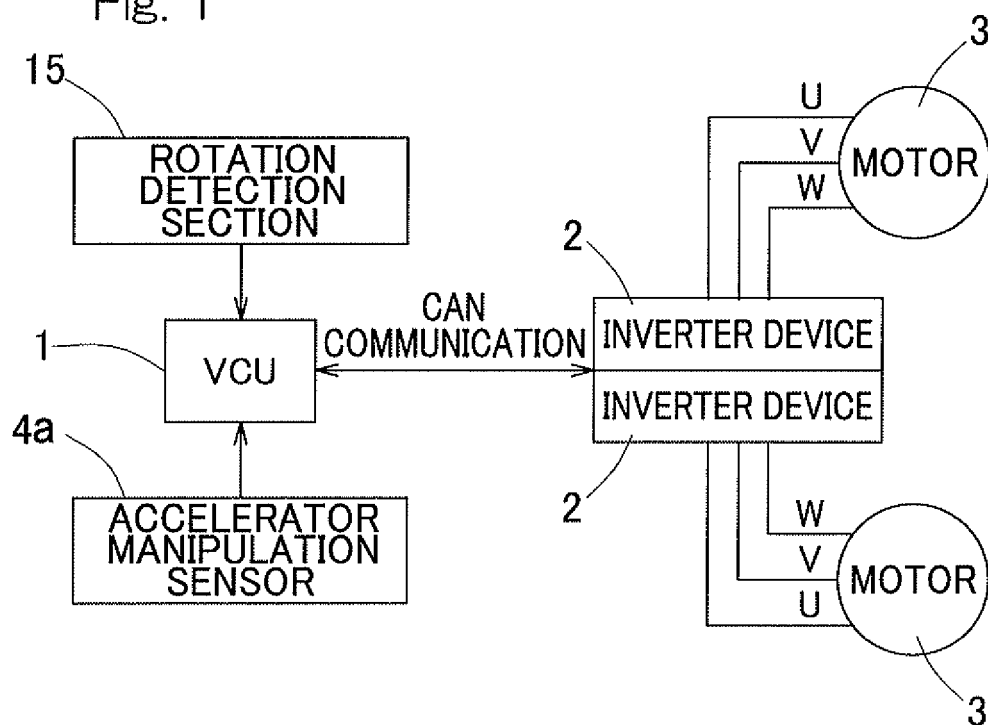 Fig. 1
3
15
U
V
W
MOTOR
ROTATION
DETECTION
SECTION
2
CAN
COMMUNICATION
INVERTER DEVICE
1
VCU
INVERTER DEVICE
4a
2
ACCELERATOR
MANIPULATION
SENSOR
W
V
U
MOTOR
3